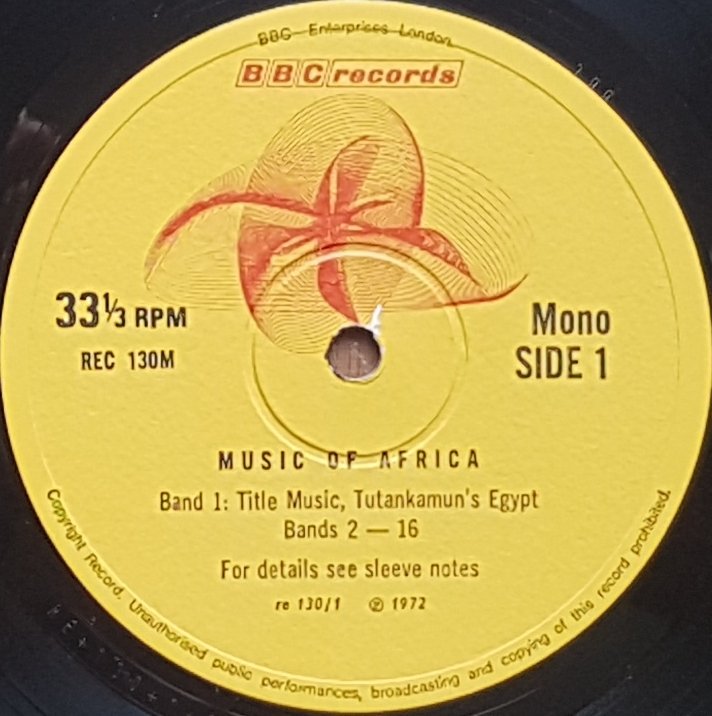 BBC Enterprises London
BBC records
33⅓ RPM
REC 130M
Mono
SIDE 1
MUSIC OF AFRICA
Band 1: Title Music, Tutankamun's Egypt
Bands 2 — 16
For details see sleeve notes
re 130/1 ℗ 1972
Copyright Record. Unauthorised public performances, broadcasting and copying of this record prohibited.